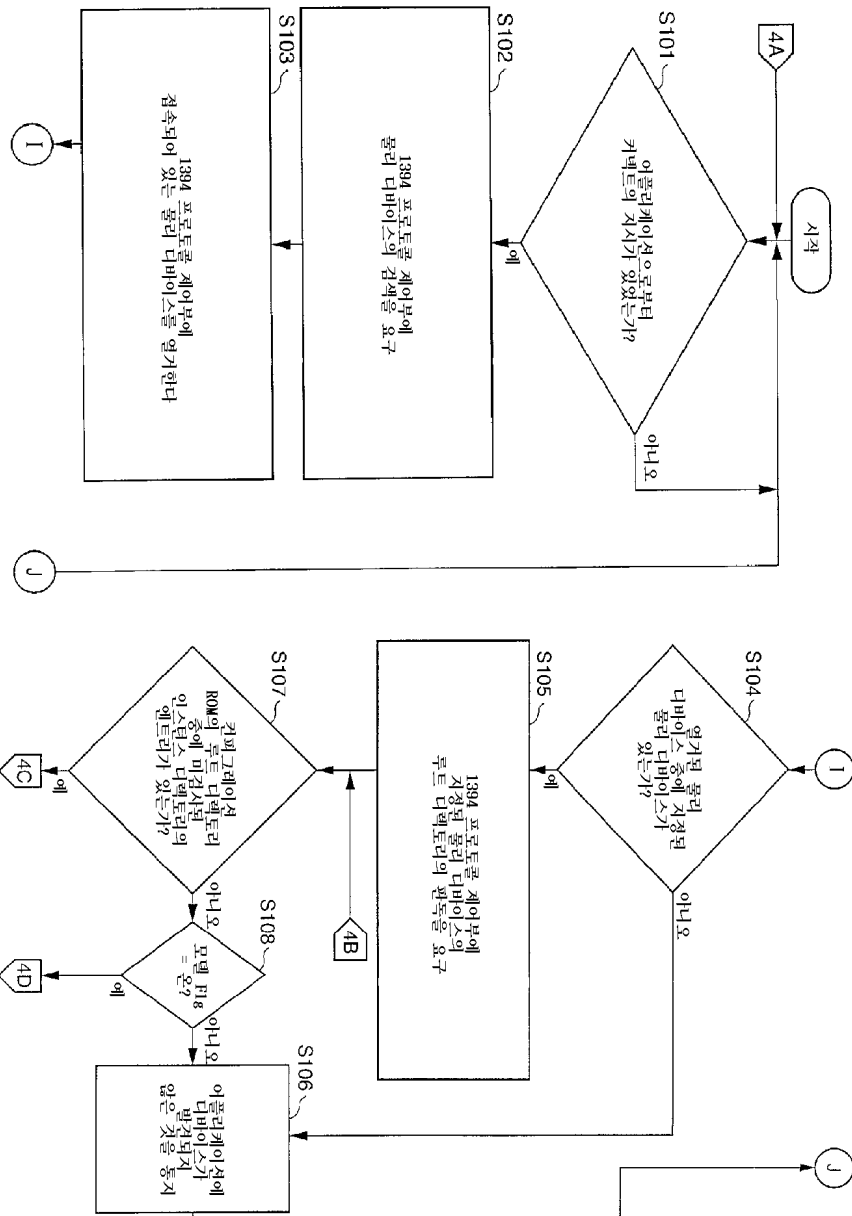 시작
4A
S101
어플리케이션으로부터
커넥트의 지시가 있었는가?
아니요
예
S102
1394 프로토콜 제어부에
물리 디바이스의 검색을 요구
S103
1394 프로토콜 제어부에
접속되어 있는 물리 디바이스를 열거한다
I
J
I
S104
열거된 물리
디바이스 중에 지정된
물리 디바이스가
있는가?
아니요
예
S105
1394 프로토콜 제어부에
지정된 물리 디바이스의
루트 디렉토리의 판독을 요구
4B
S107
컨피그레이션
ROM의 루트 디렉토리
중에 미검사된
인스턴스 디렉토리의
엔트리가 있는가?
아니요
예
4C
S108
모델 Flg
= 온?
아니요
예
4D
S106
어플리케이션에
디바이스가
발견되지
않은 것을 통지
J